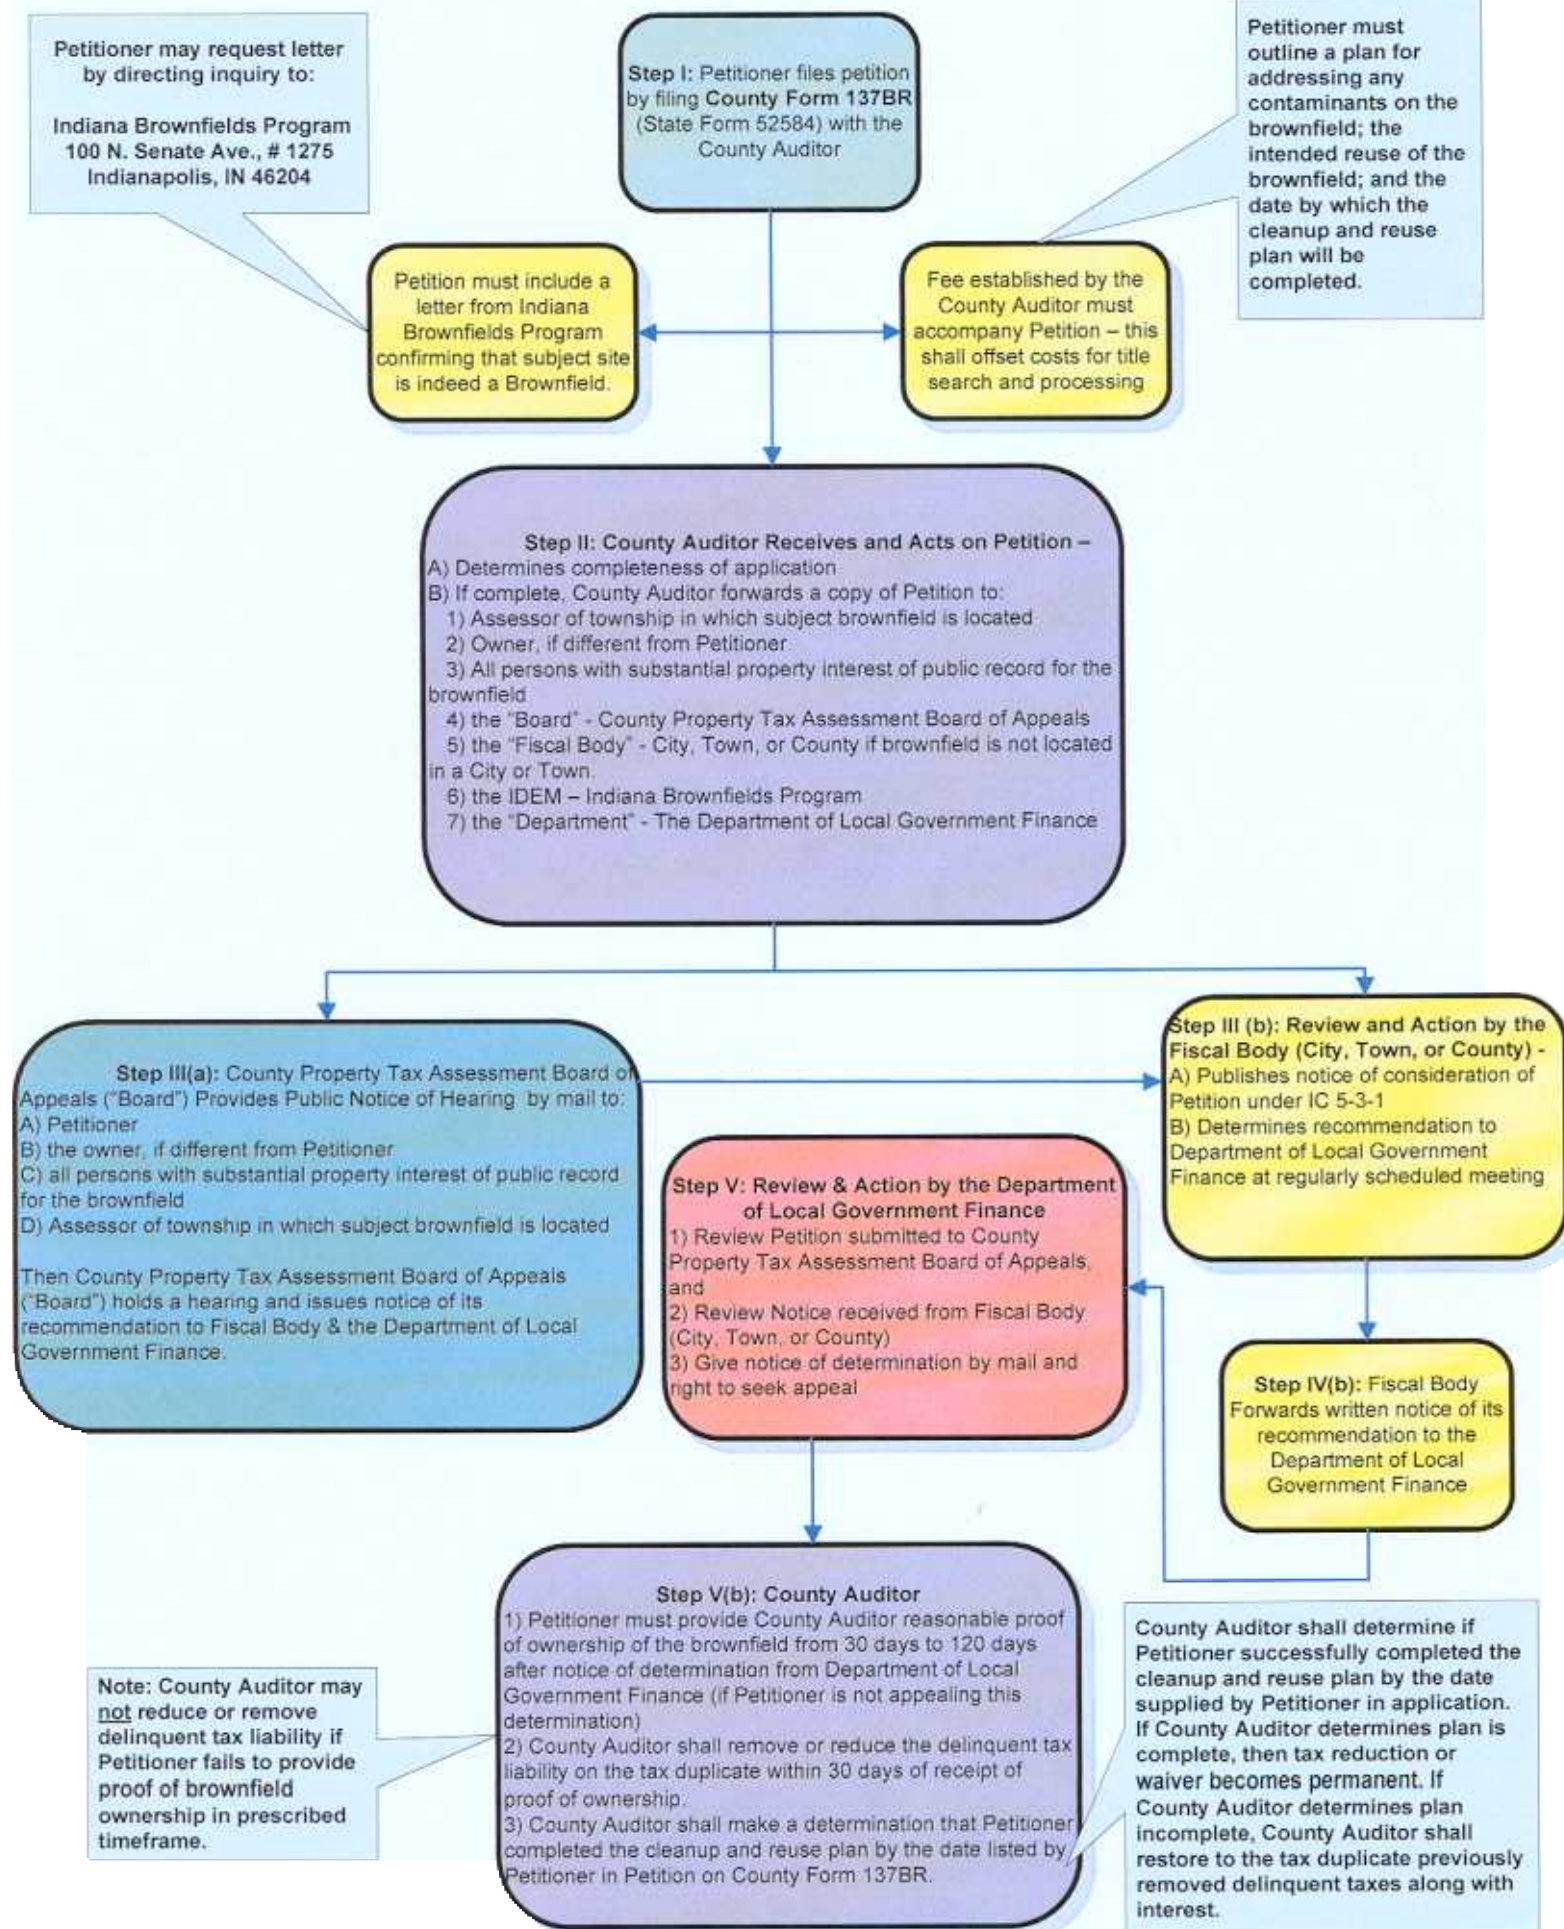 Petitioner may request letter
by directing inquiry to:
Indiana Brownfields Program
100 N. Senate Ave., # 1275
Indianapolis, IN 46204
Step I: Petitioner files petition
by filing County Form 137BR
(State Form 52584) with the
County Auditor
Petitioner must
outline a plan for
addressing any
contaminants on the
brownfield; the
intended reuse of the
brownfield; and the
date by which the
cleanup and reuse
plan will be
completed.
Petition must include a
letter from Indiana
Brownfields Program
confirming that subject site
is indeed a Brownfield.
Fee established by the
County Auditor must
accompany Petition – this
shall offset costs for title
search and processing
Step II: County Auditor Receives and Acts on Petition –
A) Determines completeness of application
B) If complete, County Auditor forwards a copy of Petition to:
1) Assessor of township in which subject brownfield is located
2) Owner, if different from Petitioner
3) All persons with substantial property interest of public record for the
brownfield
4) the "Board" - County Property Tax Assessment Board of Appeals
5) the "Fiscal Body" - City, Town, or County if brownfield is not located
in a City or Town.
6) the IDEM – Indiana Brownfields Program
7) the "Department" - The Department of Local Government Finance
Step III(a): County Property Tax Assessment Board of
Appeals ("Board") Provides Public Notice of Hearing by mail to:
A) Petitioner
B) the owner, if different from Petitioner
C) all persons with substantial property interest of public record
for the brownfield
D) Assessor of township in which subject brownfield is located
Then County Property Tax Assessment Board of Appeals
("Board") holds a hearing and issues notice of its
recommendation to Fiscal Body & the Department of Local
Government Finance.
Step III (b): Review and Action by the
Fiscal Body (City, Town, or County) -
A) Publishes notice of consideration of
Petition under IC 5-3-1
B) Determines recommendation to
Department of Local Government
Finance at regularly scheduled meeting
Step V: Review & Action by the Department
of Local Government Finance
1) Review Petition submitted to County
Property Tax Assessment Board of Appeals,
and
2) Review Notice received from Fiscal Body
(City, Town, or County)
3) Give notice of determination by mail and
right to seek appeal
Step IV(b): Fiscal Body
Forwards written notice of its
recommendation to the
Department of Local
Government Finance
Step V(b): County Auditor
1) Petitioner must provide County Auditor reasonable proof
of ownership of the brownfield from 30 days to 120 days
after notice of determination from Department of Local
Government Finance (if Petitioner is not appealing this
determination)
2) County Auditor shall remove or reduce the delinquent tax
liability on the tax duplicate within 30 days of receipt of
proof of ownership.
3) County Auditor shall make a determination that Petitioner
completed the cleanup and reuse plan by the date listed by
Petitioner in Petition on County Form 137BR.
Note: County Auditor may
not reduce or remove
delinquent tax liability if
Petitioner fails to provide
proof of brownfield
ownership in prescribed
timeframe.
County Auditor shall determine if
Petitioner successfully completed the
cleanup and reuse plan by the date
supplied by Petitioner in application.
If County Auditor determines plan is
complete, then tax reduction or
waiver becomes permanent. If
County Auditor determines plan
incomplete, County Auditor shall
restore to the tax duplicate previously
removed delinquent taxes along with
interest.